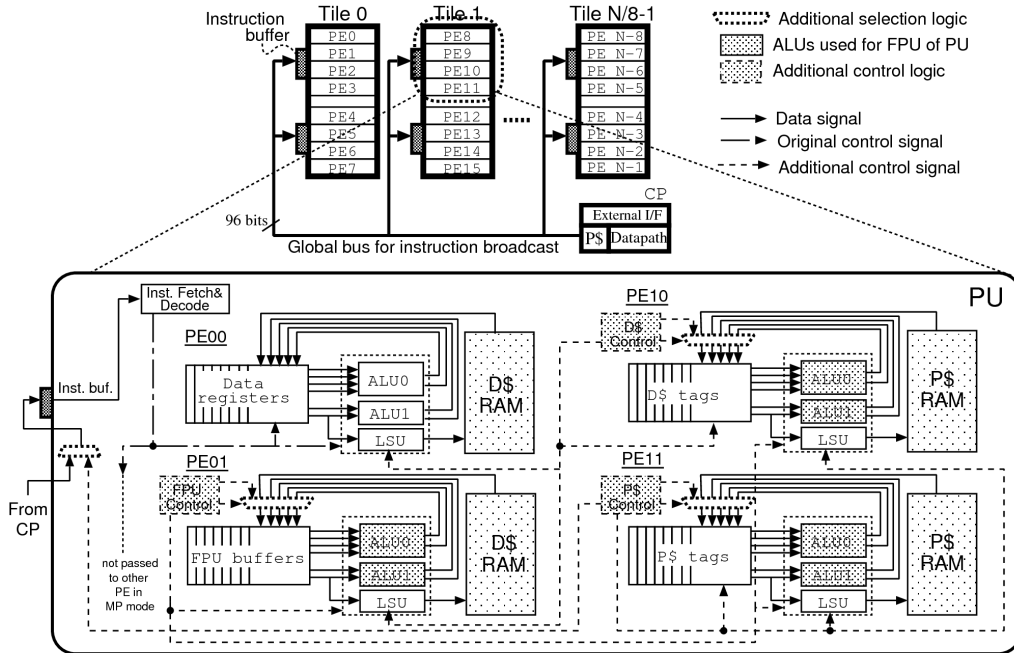 Instruction
buffer
Tile 0
Tile 1
Tile N/8-1
PE0
PE1
PE2
PE3
PE4
PE5
PE6
PE7
PE8
PE9
PE10
PE11
PE12
PE13
PE14
PE15
PE N-8
PE N-7
PE N-6
PE N-5
PE N-4
PE N-3
PE N-2
PE N-1
Additional selection logic
ALUs used for FPU of PU
Additional control logic
Data signal
Original control signal
Additional control signal
CP
External I/F
P$
Datapath
96 bits
Global bus for instruction broadcast
PU
Inst. Fetch&
Decode
Inst. buf.
From
CP
not passed
to other
PE in
MP mode
PE00
Data
registers
ALU0
ALU1
LSU
D$
RAM
PE10
D$
Control
D$ tags
ALU0
ALU1
LSU
P$
RAM
PE01
FPU
Control
FPU buffers
ALU0
ALU1
LSU
D$
RAM
PE11
P$
Control
P$ tags
ALU0
ALU1
LSU
P$
RAM